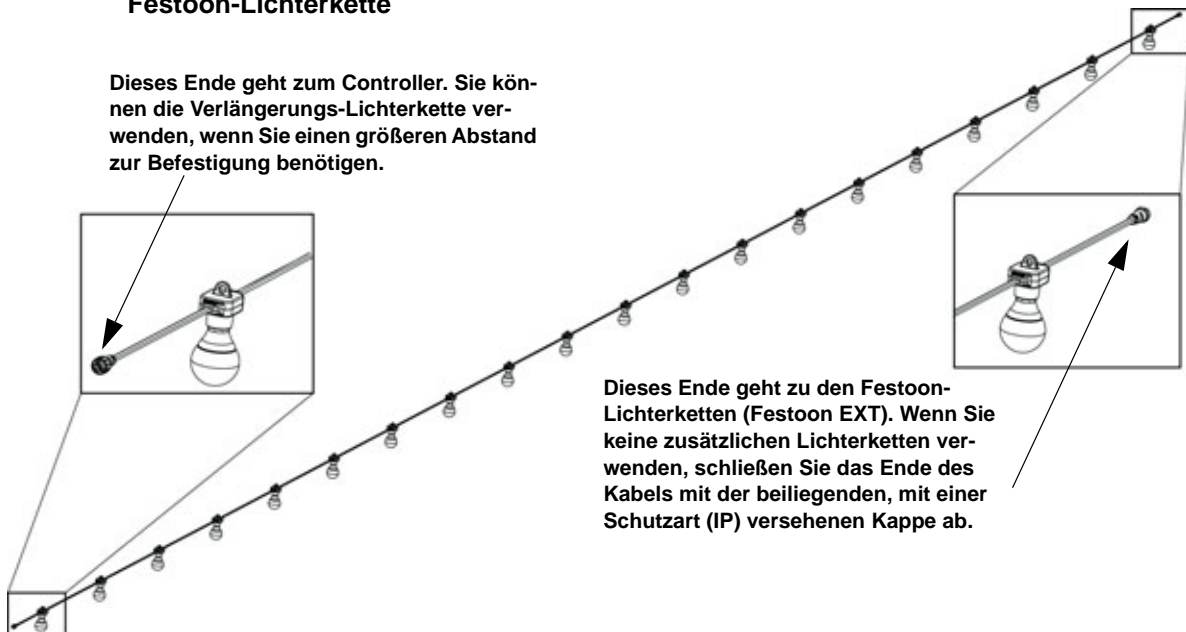 Festoon-Lichterkette
Dieses Ende geht zum Controller. Sie kön-
nen die Verlängerungs-Lichterkette ver-
wenden, wenn Sie einen größeren Abstand
zur Befestigung benötigen.
Dieses Ende geht zu den Festoon-
Lichterketten (Festoon EXT). Wenn Sie
keine zusätzlichen Lichterketten ver-
wenden, schließen Sie das Ende des
Kabels mit der beiliegenden, mit einer
Schutzart (IP) versehenen Kappe ab.